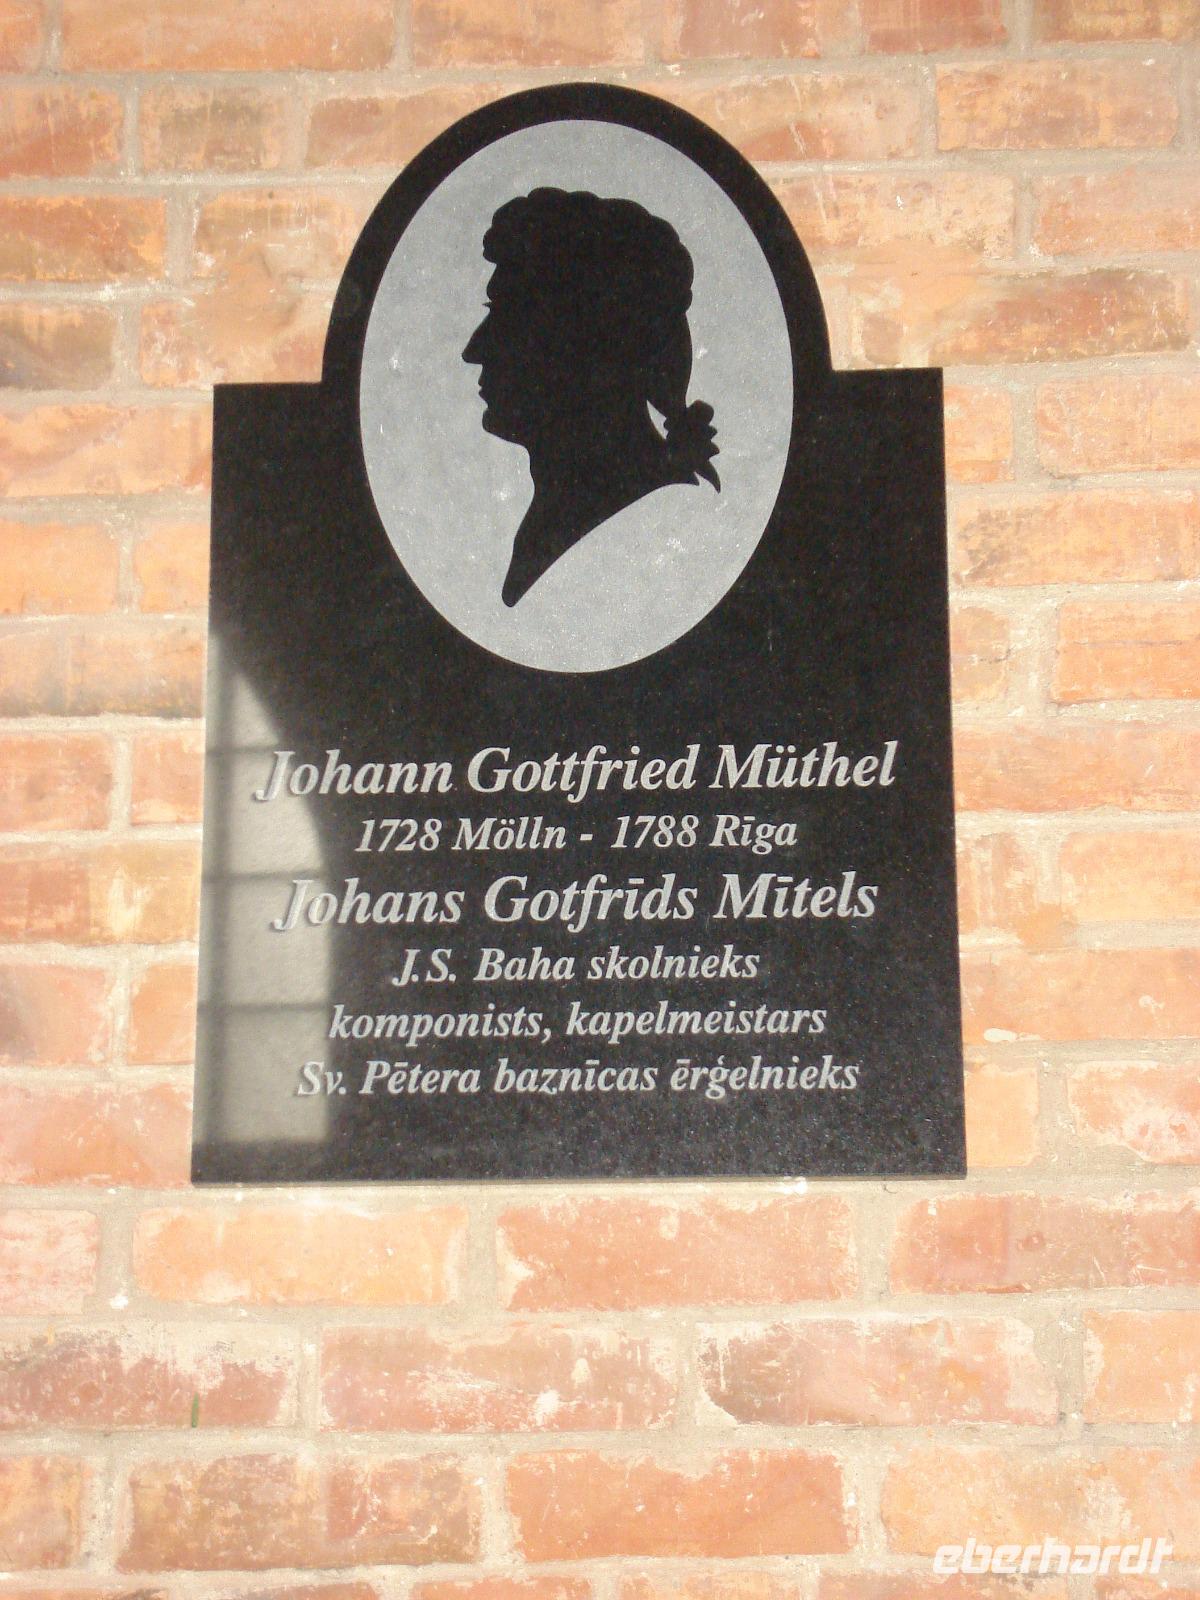 Johann Gottfried Müthel
1728 Mölln - 1788 Rīga
Johans Gotfrīds Mītels
J.S. Baha skolnieks
komponists, kapelmeistars
Sv. Pētera baznīcas ērģelnieks
eberhardt